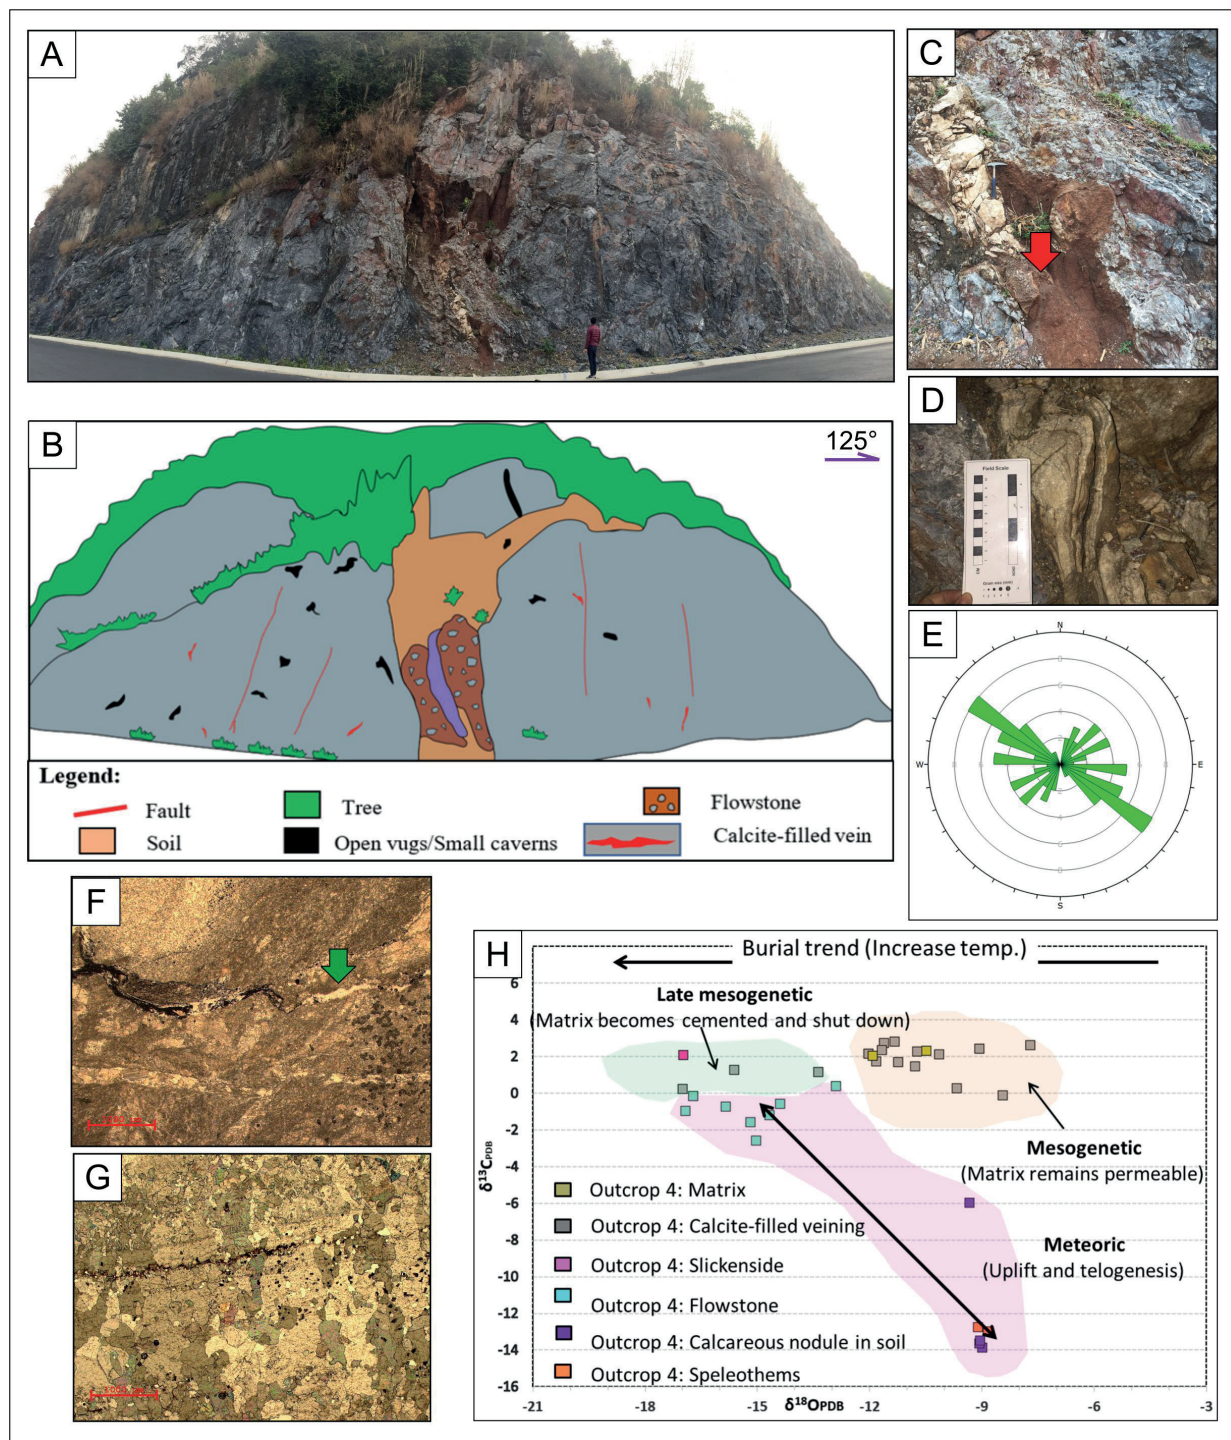 A
C
B
125°
D
Field Scale
E
N
W
E
S
Legend:
Fault
Tree
Flowstone
Soil
Open vugs/Small caverns
Calcite-filled vein
F
G
H
Burial trend (Increase temp.)
Late mesogenetic
(Matrix becomes cemented and shut down)
Mesogenetic
(Matrix remains permeable)
Meteoric
(Uplift and telogenesis)
Outcrop 4: Matrix
Outcrop 4: Calcite-filled veining
Outcrop 4: Slickenside
Outcrop 4: Flowstone
Outcrop 4: Calcareous nodule in soil
Outcrop 4: Speleothems
δ13CPDB
6
4
2
0
-2
-4
-6
-8
-10
-12
-14
-16
-21
-18
-15
-12
-9
-6
-3
δ18OPDB